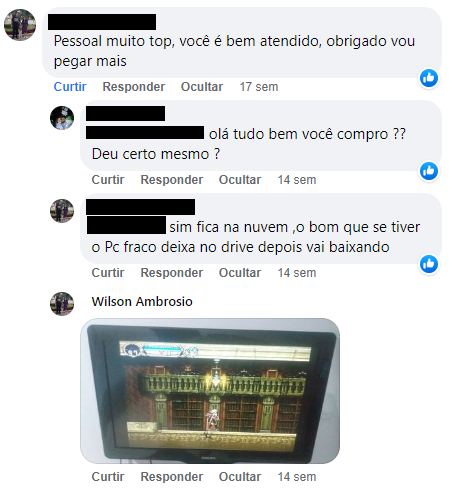 Pessoal muito top, você é bem atendido, obrigado vou
pegar mais
Curtir Responder Ocultar 17 sem
olá tudo bem você compro ??
Deu certo mesmo ?
Curtir Responder Ocultar 14 sem
sim fica na nuvem ,o bom que se tiver
o Pc fraco deixa no drive depois vai baixando
Curtir Responder Ocultar 14 sem
Wilson Ambrosio
Curtir Responder Ocultar 14 sem